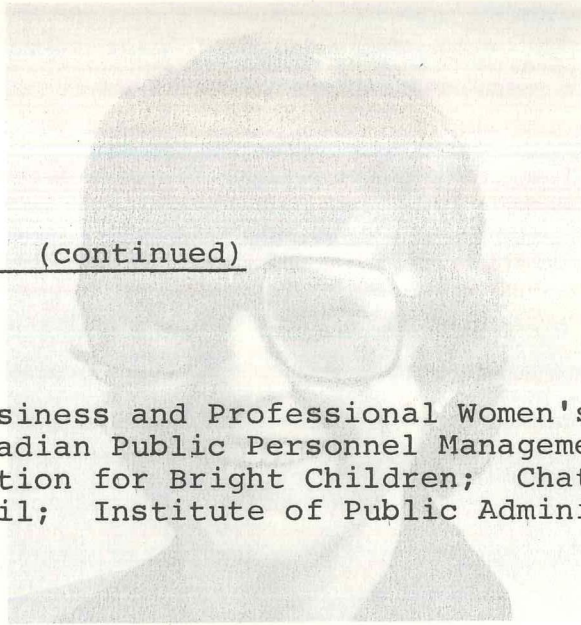 (continued)
siness and Professional Women's
adian Public Personnel Manageme
tion for Bright Children; Chat
il; Institute of Public Admini